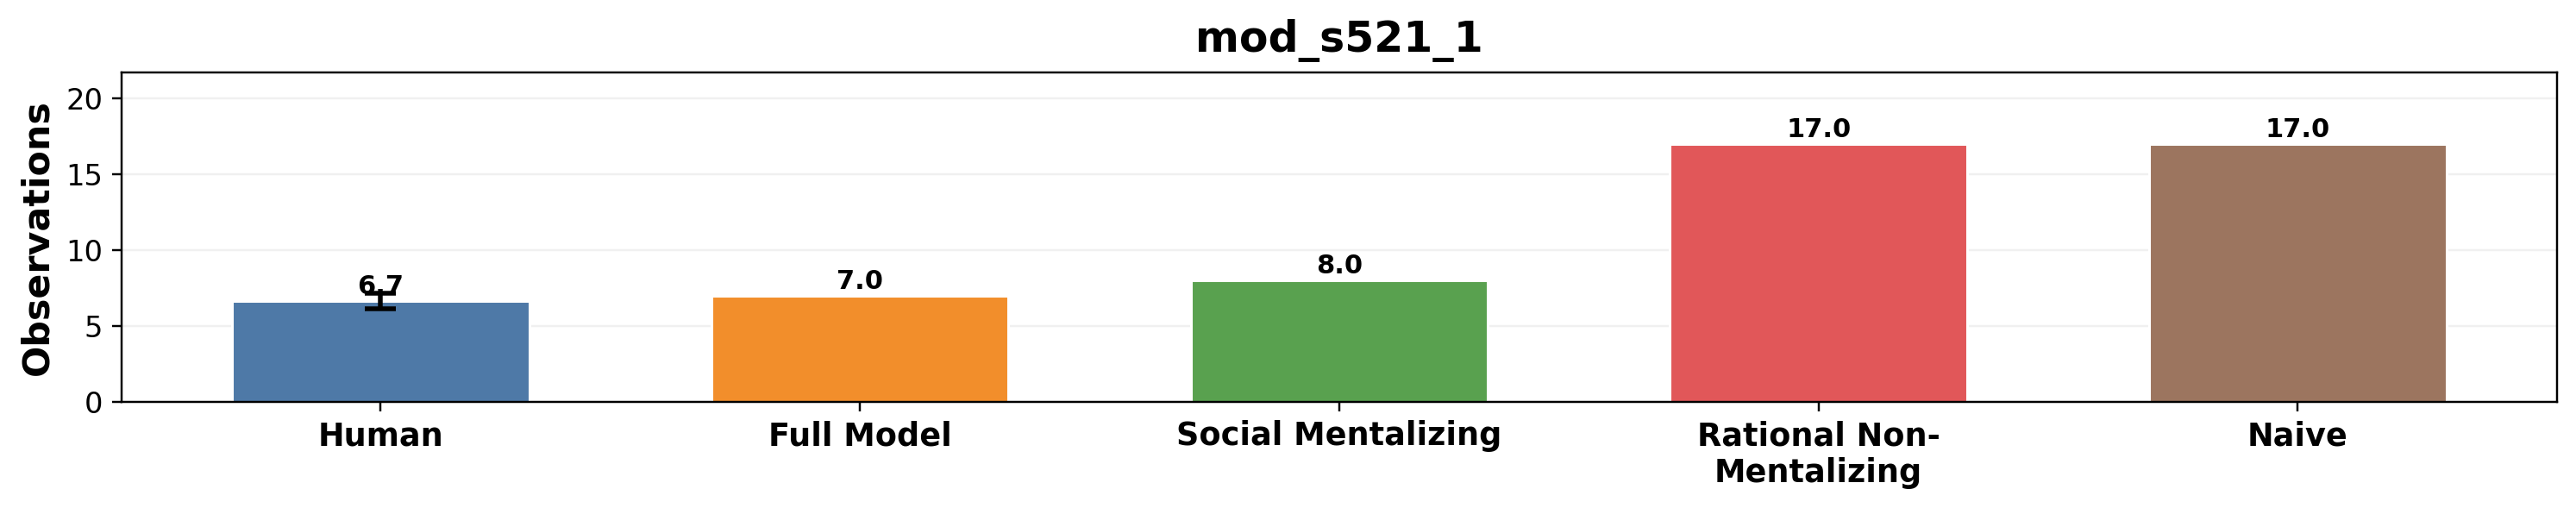 mod_s521_1
Observations
20
15
10
5
0
6.7
7.0
8.0
17.0
17.0
Human
Full Model
Social Mentalizing
Rational Non-
Mentalizing
Naive